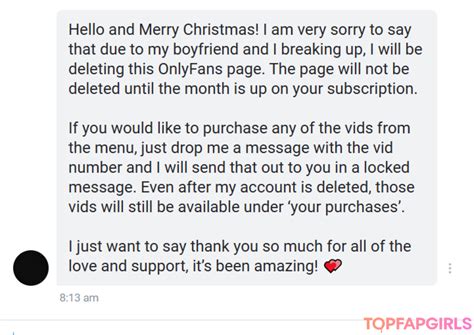 Hello and Merry Christmas! I am very sorry to say
that due to my boyfriend and I breaking up, I will be
deleting this OnlyFans page. The page will not be
deleted until the month is up on your subscription.
If you would like to purchase any of the vids from
the menu, just drop me a message with the vid
number and I will send that out to you in a locked
message. Even after my account is deleted, those
vids will still be available under ‘your purchases’.
I just want to say thank you so much for all of the
love and support, it’s been amazing! 💕
8:13 am
TOPFAPGIRLS